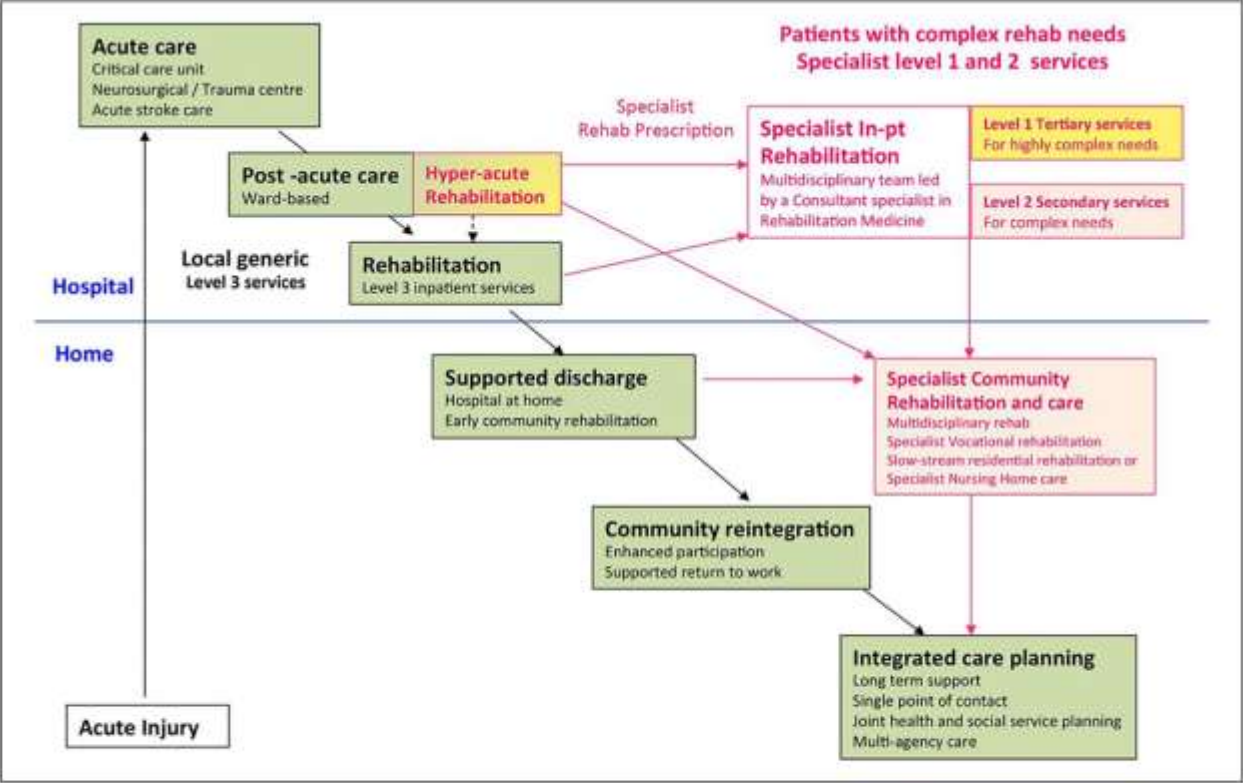 Acute care
Critical care unit
Neurosurgical / Trauma centre
Acute stroke care
Patients with complex rehab needs
Specialist level 1 and 2 services
Specialist
Rehab Prescription
Specialist In-pt
Rehabilitation
Multidisciplinary team led
by a Consultant specialist in
Rehabilitation Medicine
Level 1 Tertiary services
For highly complex needs
Level 2 Secondary services
For complex needs
Post -acute care
Ward-based
Hyper-acute
Rehabilitation
Local generic
Level 3 services
Rehabilitation
Level 3 inpatient services
Hospital
Home
Supported discharge
Hospital at home
Early community rehabilitation
Specialist Community
Rehabilitation and care
Multidisciplinary rehab
Specialist Vocational rehabilitation
Slow-stream residential rehabilitation or
Specialist Nursing Home care
Community reintegration
Enhanced participation
Supported return to work
Integrated care planning
Long term support
Single point of contact
Joint health and social service planning
Multi-agency care
Acute Injury